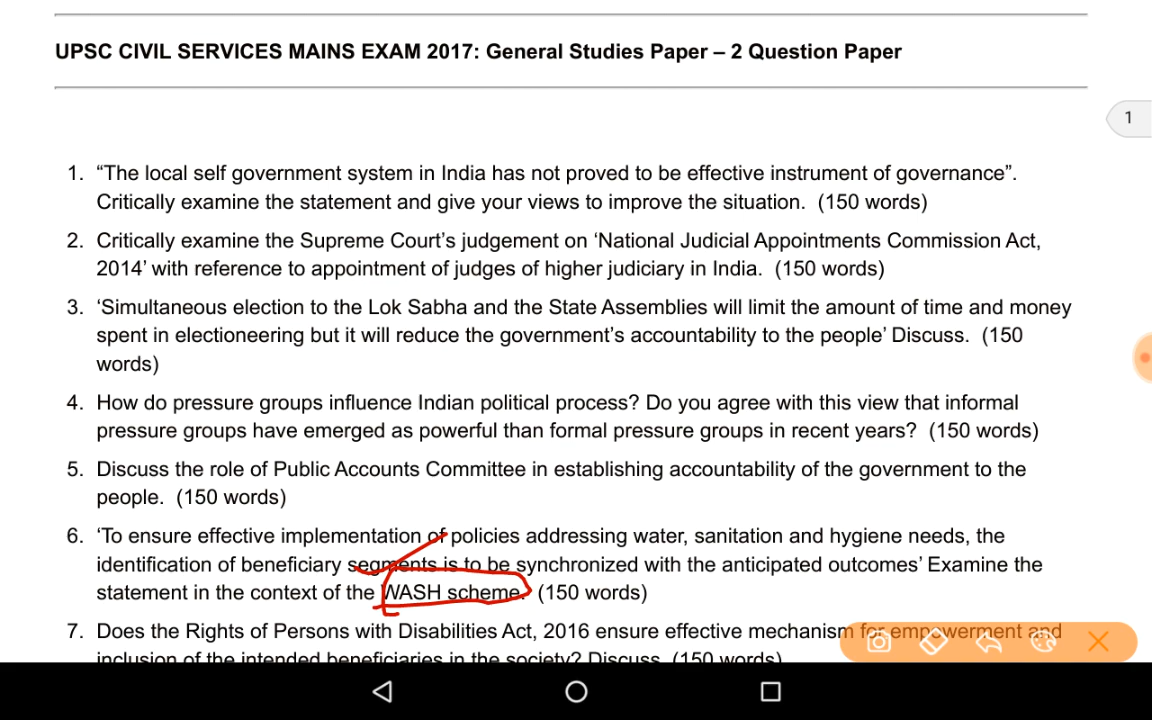 UPSC CIVIL SERVICES MAINS EXAM 2017: General Studies Paper – 2 Question Paper
1
1. “The local self government system in India has not proved to be effective instrument of governance”.
Critically examine the statement and give your views to improve the situation. (150 words)
2. Critically examine the Supreme Court’s judgement on ‘National Judicial Appointments Commission Act,
2014’ with reference to appointment of judges of higher judiciary in India. (150 words)
3. ‘Simultaneous election to the Lok Sabha and the State Assemblies will limit the amount of time and money
spent in electioneering but it will reduce the government’s accountability to the people’ Discuss. (150
words)
4. How do pressure groups influence Indian political process? Do you agree with this view that informal
pressure groups have emerged as powerful than formal pressure groups in recent years? (150 words)
5. Discuss the role of Public Accounts Committee in establishing accountability of the government to the
people. (150 words)
6. ‘To ensure effective implementation of policies addressing water, sanitation and hygiene needs, the
identification of beneficiary segments is to be synchronized with the anticipated outcomes’ Examine the
statement in the context of the WASH scheme. (150 words)
7. Does the Rights of Persons with Disabilities Act, 2016 ensure effective mechanism for empowerment and
inclusion of the intended beneficiaries in the society? Discuss. (150 words)